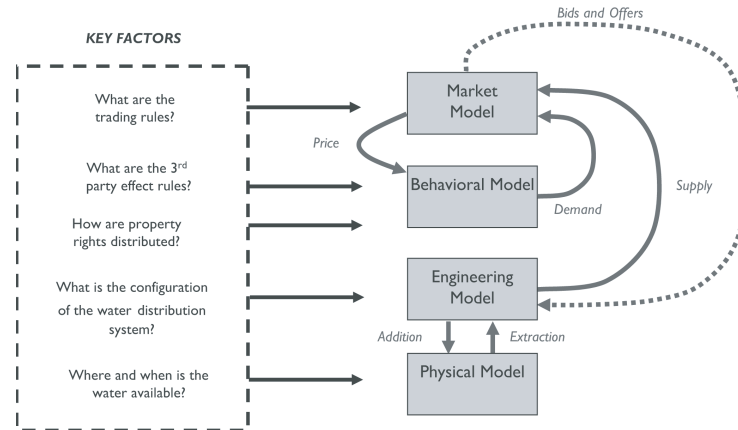 Bids and Offers
KEY FACTORS
What are the
trading rules?
Market
Model
Price
What are the 3rd
party effect rules?
Behavioral Model
Supply
Demand
How are property
rights distributed?
What is the configuration
of the water distribution
system?
Engineering
Model
Addition
Extraction
Where and when is the
water available?
Physical Model